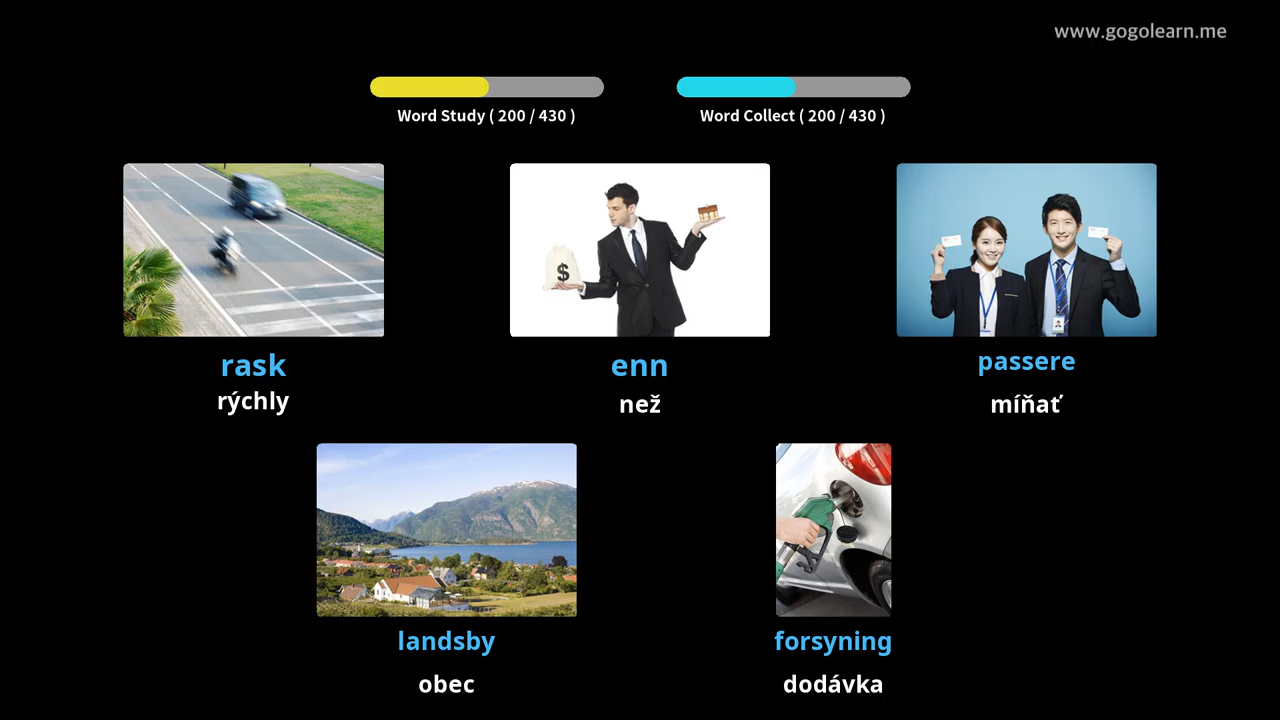 www.gogolearn.me
Word Study ( 200 / 430 )
Word Collect ( 200 / 430 )
$
rask
rýchly
enn
než
passere
míňať
landsby
obec
forsyning
dodávka